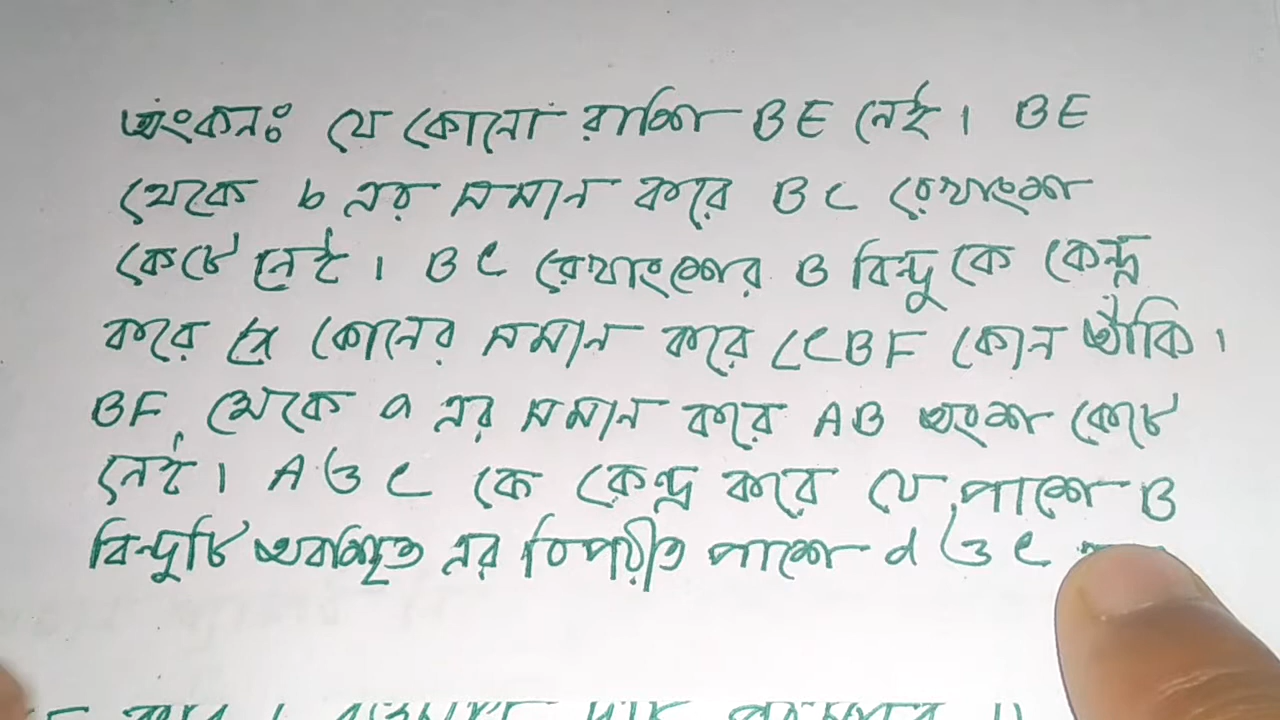 অংকনঃ যে কোনো রাশি BE নেই। BE
থেকে b এর সমান করে BC রেখাংশ
কেটে নেই। BC রেখাংশের B বিন্দু কে কেন্দ্র
করে কোনের সমান করে ∠CBF কোন আঁকি।
BF থেকে a এর সমান করে AB অংশ কেটে
নেই। A ও C কে কেন্দ্র করে যে পাশে B
বিন্দুটি অবস্থিত এর বিপরীত পাশে d ও c